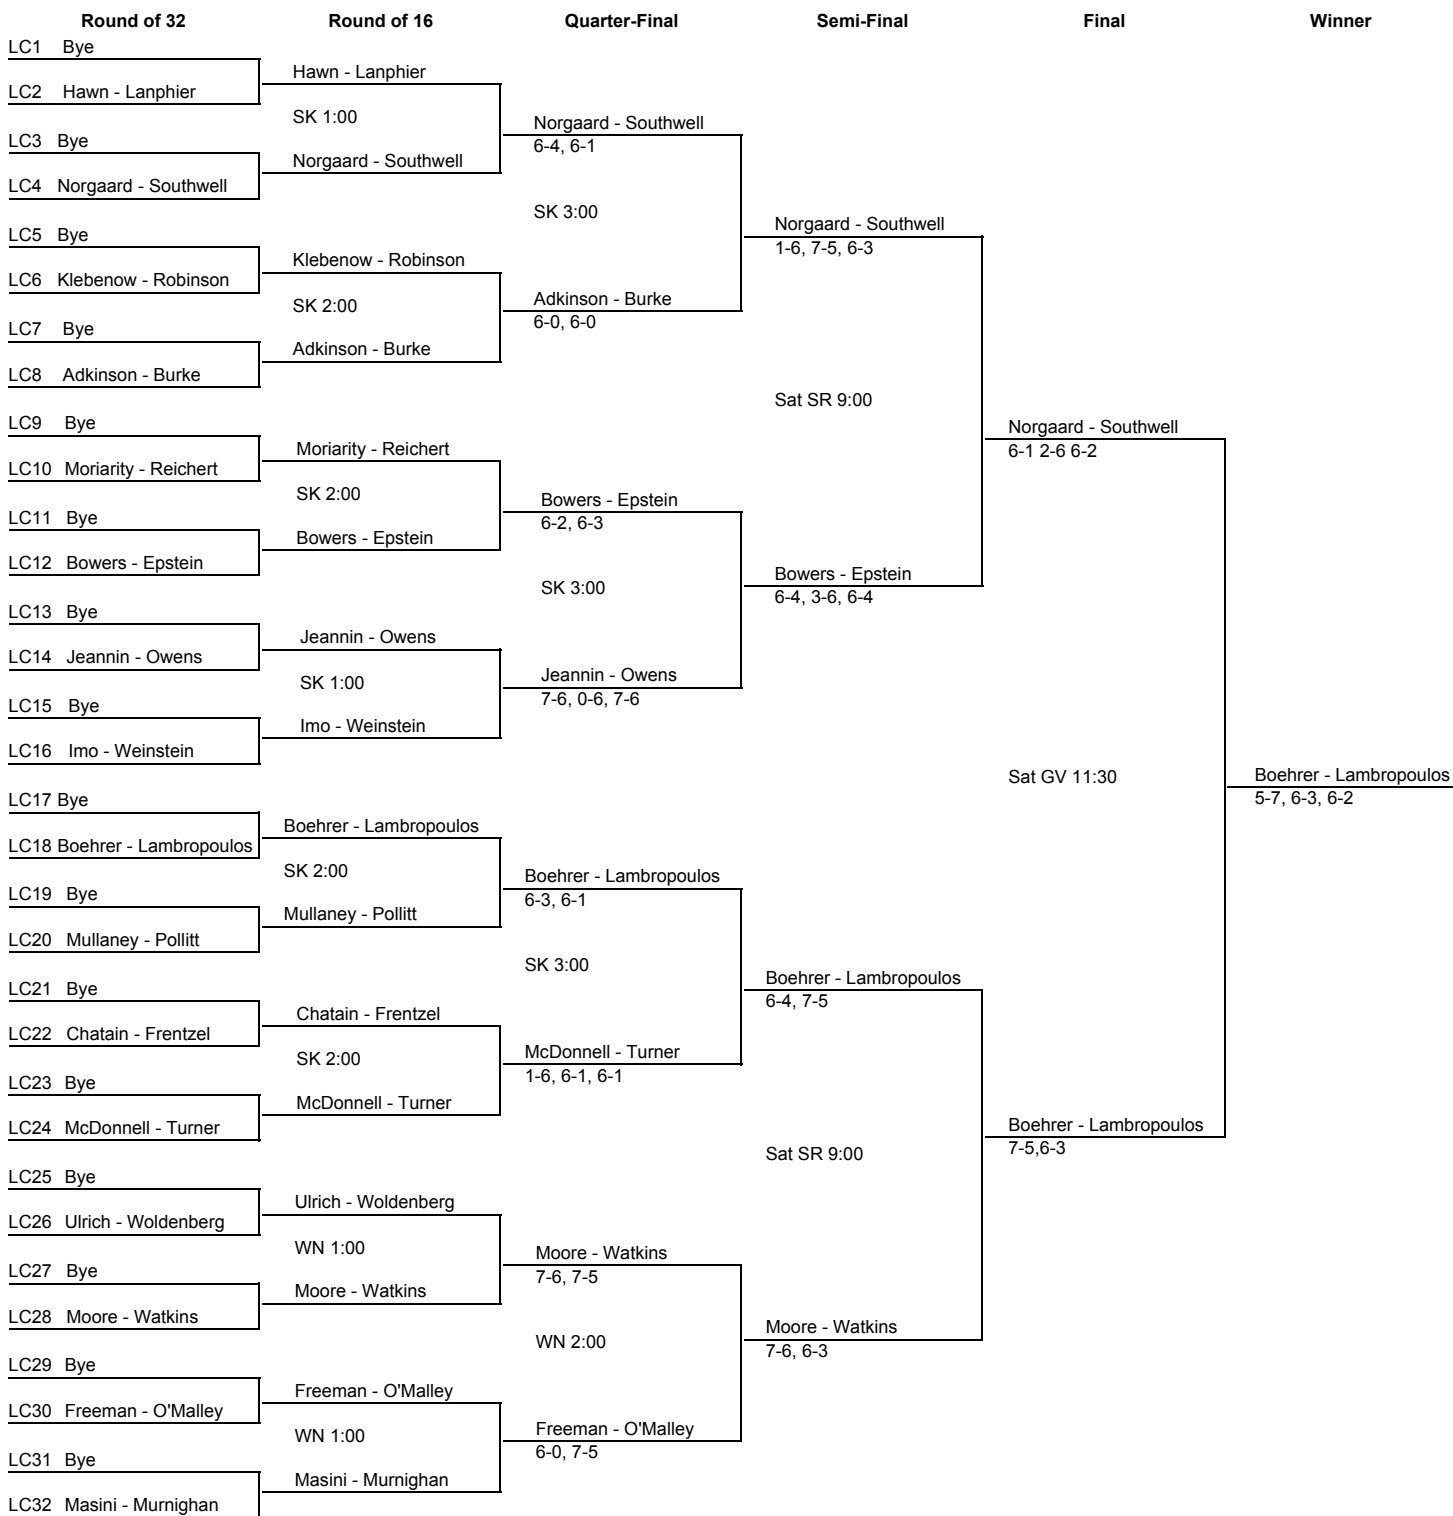 Round of 32 Round of 16 Quarter-Final Semi-Final Final Winner
LC1 Bye
LC2 Hawn - Lanphier
LC3 Bye
LC4 Norgaard - Southwell
LC5 Bye
LC6 Klebenow - Robinson
LC7 Bye
LC8 Adkinson - Burke
LC9 Bye
LC10 Moriarity - Reichert
LC11 Bye
LC12 Bowers - Epstein
LC13 Bye
LC14 Jeannin - Owens
LC15 Bye
LC16 Imo - Weinstein
LC17 Bye
LC18 Boehrer - Lambropoulos
LC19 Bye
LC20 Mullaney - Pollitt
LC21 Bye
LC22 Chatain - Frentzel
LC23 Bye
LC24 McDonnell - Turner
LC25 Bye
LC26 Ulrich - Woldenberg
LC27 Bye
LC28 Moore - Watkins
LC29 Bye
LC30 Freeman - O'Malley
LC31 Bye
LC32 Masini - Murnighan
Hawn - Lanphier
SK 1:00
Norgaard - Southwell
Klebenow - Robinson
SK 2:00
Adkinson - Burke
Moriarity - Reichert
SK 2:00
Bowers - Epstein
Jeannin - Owens
SK 1:00
Imo - Weinstein
Boehrer - Lambropoulos
SK 2:00
Mullaney - Pollitt
Chatain - Frentzel
SK 2:00
McDonnell - Turner
Ulrich - Woldenberg
WN 1:00
Moore - Watkins
Freeman - O'Malley
WN 1:00
Masini - Murnighan
Norgaard - Southwell
6-4, 6-1
SK 3:00
Adkinson - Burke
6-0, 6-0
Bowers - Epstein
6-2, 6-3
SK 3:00
Jeannin - Owens
7-6, 0-6, 7-6
Boehrer - Lambropoulos
6-3, 6-1
SK 3:00
McDonnell - Turner
1-6, 6-1, 6-1
Moore - Watkins
7-6, 7-5
WN 2:00
Freeman - O'Malley
6-0, 7-5
Norgaard - Southwell
1-6, 7-5, 6-3
Sat SR 9:00
Bowers - Epstein
6-4, 3-6, 6-4
Boehrer - Lambropoulos
6-4, 7-5
Sat SR 9:00
Moore - Watkins
7-6, 6-3
Norgaard - Southwell
6-1 2-6 6-2
Sat GV 11:30
Boehrer - Lambropoulos
7-5,6-3
Boehrer - Lambropoulos
5-7, 6-3, 6-2